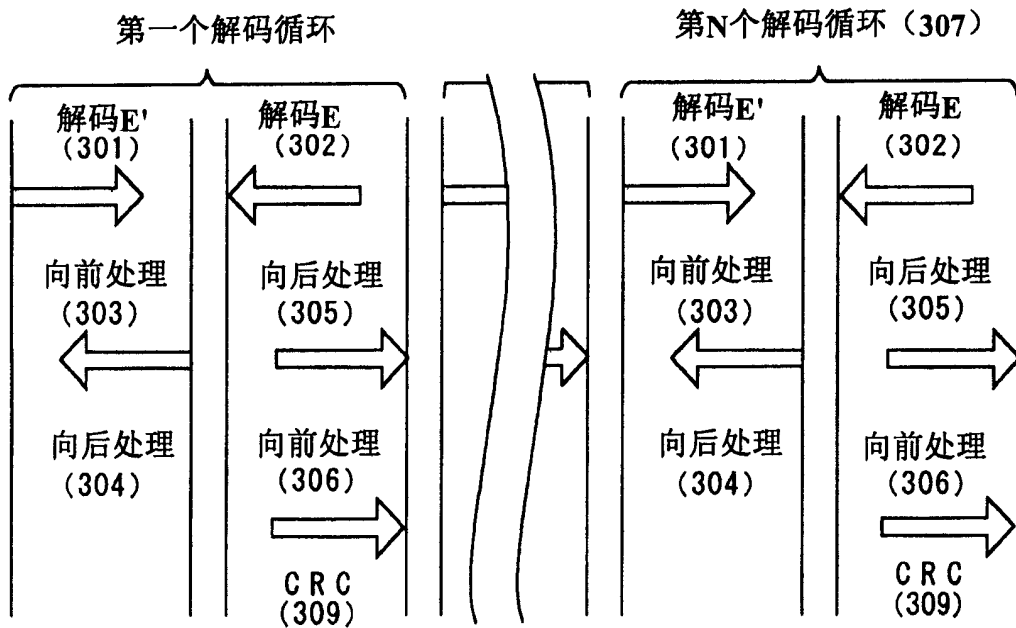 第一个解码循环
第N个解码循环（307）
解码E'
（301）
解码E
（302）
解码E'
（301）
解码E
（302）
向前处理
（303）
向后处理
（305）
向前处理
（303）
向后处理
（305）
向后处理
（304）
向前处理
（306）
向后处理
（304）
向前处理
（306）
CRC
（309）
CRC
（309）